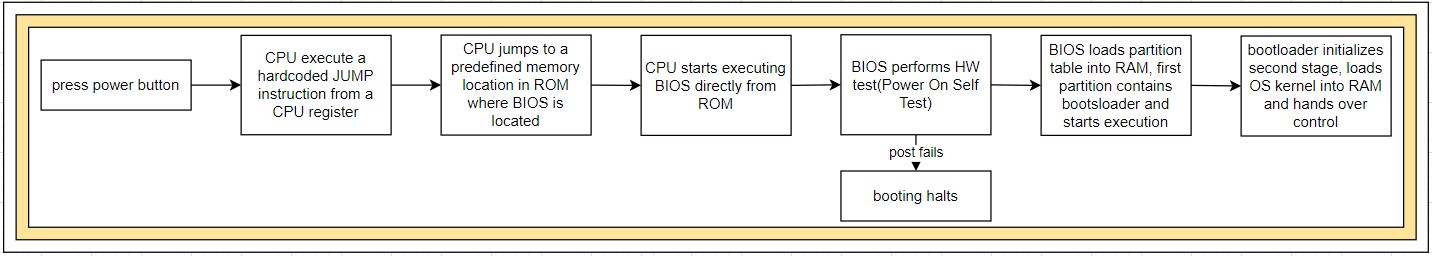 press power button
CPU execute a
hardcoded JUMP
instruction from a
CPU register
CPU jumps to a
predefined memory
location in ROM
where BIOS is
located
CPU starts executing
BIOS directly from
ROM
BIOS performs HW
test(Power On Self
Test)
post fails
booting halts
BIOS loads partition
table into RAM, first
partition contains
bootsloader and
starts execution
bootloader initializes
second stage, loads
OS kernel into RAM
and hands over
control